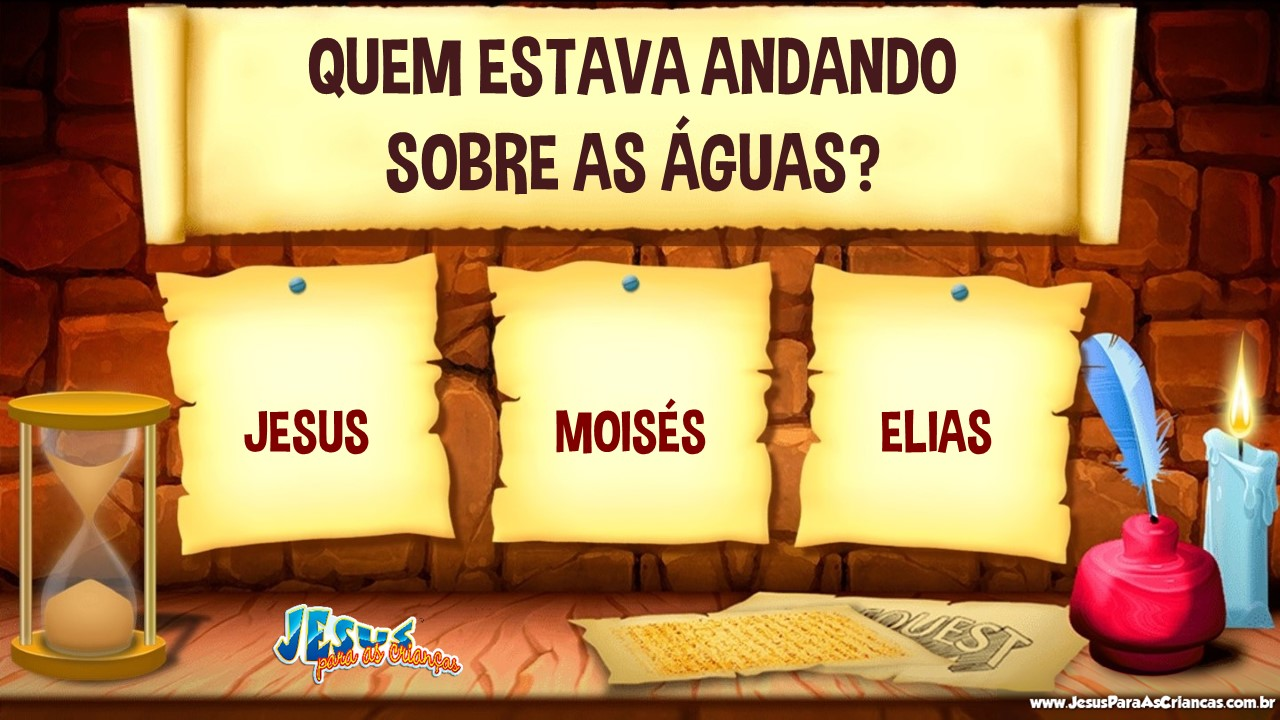 QUEM ESTAVA ANDANDO
SOBRE AS ÁGUAS?
JESUS
MOISÉS
ELIAS
JESUS
para as crianças
QUEST
www.JesusParaAsCriancas.com.br